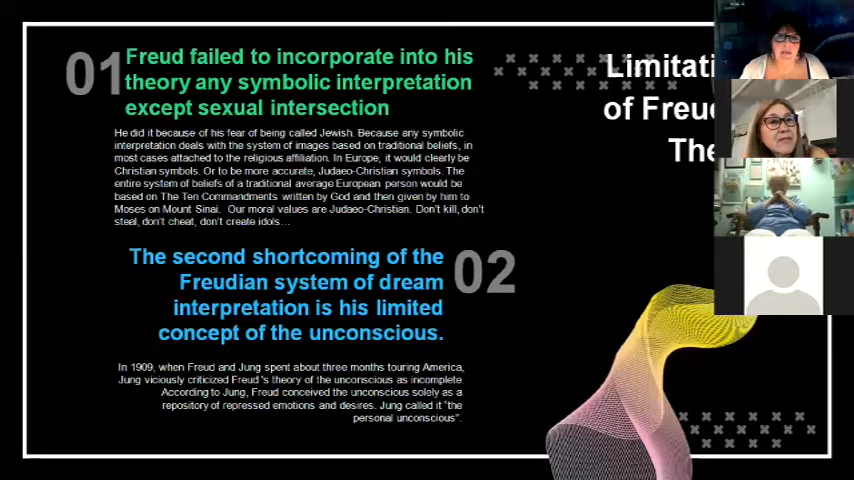 01
Freud failed to incorporate into his
theory any symbolic interpretation
except sexual intersection
He did it because of his fear of being called Jewish. Because any symbolic
interpretation deals with the system of images based on traditional beliefs, in
most cases attached to the religious affiliation. In Europe, it would clearly be
Christian symbols. Or to be more accurate, Judaeo-Christian symbols. The
entire system of beliefs of a traditional average European person would be
based on The Ten Commandments written by God and then given by him to
Moses on Mount Sinai. Our moral values are Judaeo-Christian. Don't kill, don't
steal, don't cheat, don't create idols…
The second shortcoming of the
Freudian system of dream
interpretation is his limited
concept of the unconscious.
02
In 1909, when Freud and Jung spent about three months touring America,
Jung viciously criticized Freud 's theory of the unconscious as incomplete.
According to Jung, Freud conceived the unconscious solely as a
repository of repressed emotions and desires. Jung called it "the
personal unconscious".
Limitati
of Freu
The